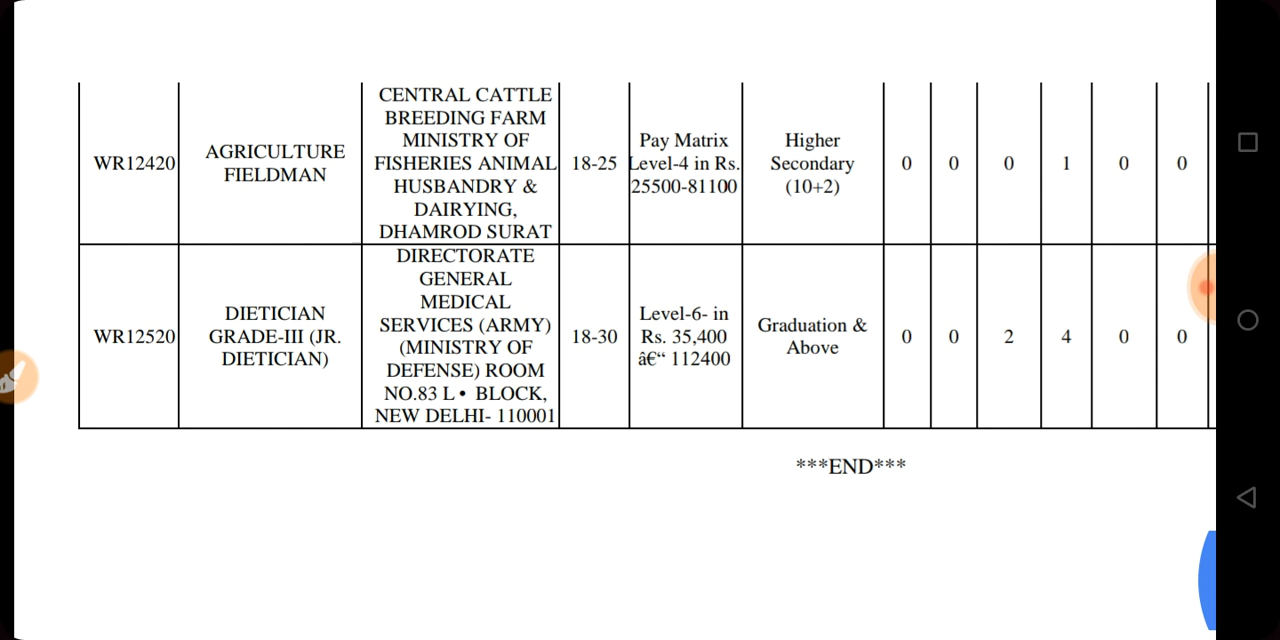 WR12420
AGRICULTURE
FIELDMAN
CENTRAL CATTLE
BREEDING FARM
MINISTRY OF
FISHERIES ANIMAL
HUSBANDRY &
DAIRYING,
DHAMROD SURAT
18-25
Pay Matrix
Level-4 in Rs.
25500-81100
Higher
Secondary
(10+2)
0
0
0
1
0
0
WR12520
DIETICIAN
GRADE-III (JR.
DIETICIAN)
DIRECTORATE
GENERAL
MEDICAL
SERVICES (ARMY)
(MINISTRY OF
DEFENSE) ROOM
NO.83 L• BLOCK,
NEW DELHI- 110001
18-30
Level-6- in
Rs. 35,400
â€“ 112400
Graduation &
Above
0
0
2
4
0
0
***END***